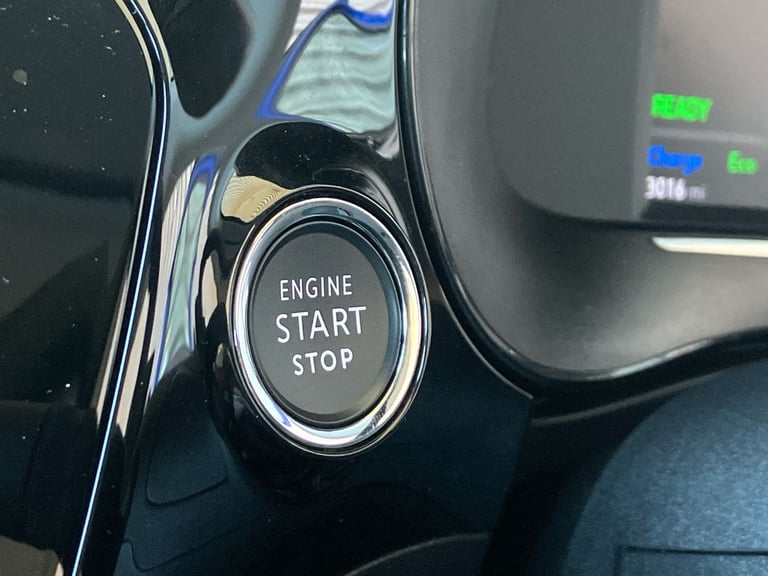 ENGINE
START
STOP
READY
Charge Eco
3016 mi